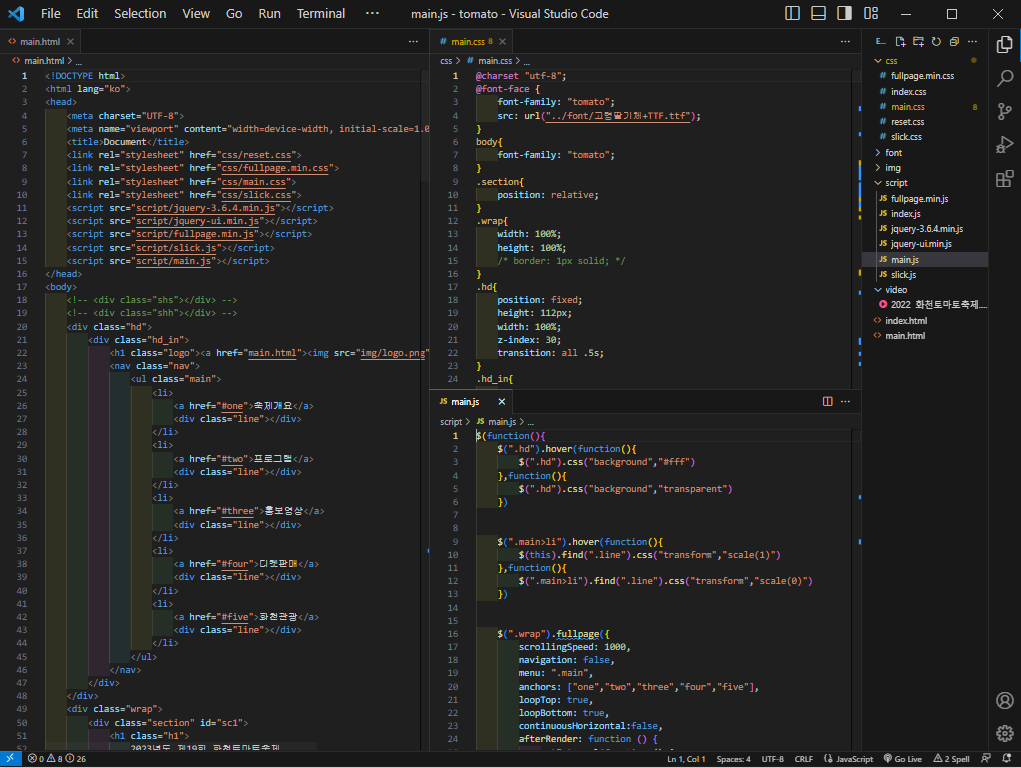 File Edit Selection View Go Run Terminal ··· main.js - tomato - Visual Studio Code
main.html
main.html > ...
1 <!DOCTYPE html>
2 <html lang="ko">
3 <head>
4 <meta charset="UTF-8">
5 <meta name="viewport" content="width=device-width, initial-scale=1.0
6 <title>Document</title>
7 <link rel="stylesheet" href="css/reset.css">
8 <link rel="stylesheet" href="css/fullpage.min.css">
9 <link rel="stylesheet" href="css/main.css">
10 <link rel="stylesheet" href="css/slick.css">
11 <script src="script/jquery-3.6.4.min.js"></script>
12 <script src="script/jquery-ui.min.js"></script>
13 <script src="script/fullpage.min.js"></script>
14 <script src="script/slick.js"></script>
15 <script src="script/main.js"></script>
16 </head>
17 <body>
18 <!-- <div class="shs"></div> -->
19 <!-- <div class="shh"></div> -->
20 <div class="hd">
21 <div class="hd_in">
22 <h1 class="logo"><a href="main.html"><img src="img/logo.png"
23 <nav class="nav">
24 <ul class="main">
25 <li>
26 <a href="#one">축제개요</a>
27 <div class="line"></div>
28 </li>
29 <li>
30 <a href="#two">프로그램</a>
31 <div class="line"></div>
32 </li>
33 <li>
34 <a href="#three">홍보영상</a>
35 <div class="line"></div>
36 </li>
37 <li>
38 <a href="#four">티켓판매</a>
39 <div class="line"></div>
40 </li>
41 <li>
42 <a href="#five">화천관광</a>
43 <div class="line"></div>
44 </li>
45 </ul>
46 </nav>
47 </div>
48 </div>
49 <div class="wrap">
50 <div class="section" id="sc1">
51 <h1 class="h1">
52 2023년도 제19회 화천토마토축제
# main.css 8
css > # main.css > ...
1 @charset "utf-8";
2 @font-face {
3 font-family: "tomato";
4 src: url("../font/고령딸기체+TTF.ttf");
5 }
6 body{
7 font-family: "tomato";
8 }
9 .section{
10 position: relative;
11 }
12 .wrap{
13 width: 100%;
14 height: 100%;
15 /* border: 1px solid; */
16 }
17 .hd{
18 position: fixed;
19 height: 112px;
20 width: 100%;
21 z-index: 30;
22 transition: all .5s;
23 }
24 .hd_in{
JS main.js
script > JS main.js > ...
1 $(function(){
2 $(".hd").hover(function(){
3 $(".hd").css("background","#fff")
4 },function(){
5 $(".hd").css("background","transparent")
6 })
7
8
9 $(".main>li").hover(function(){
10 $(this).find(".line").css("transform","scale(1)")
11 },function(){
12 $(".main>li").find(".line").css("transform","scale(0)")
13 })
14
15
16 $(".wrap").fullpage({
17 scrollingSpeed: 1000,
18 navigation: false,
19 menu: ".main",
20 anchors: ["one","two","three","four","five"],
21 loopTop: true,
22 loopBottom: true,
23 continuousHorizontal:false,
24 afterRender: function () {
E...
css
# fullpage.min.css
# index.css
# main.css 8
# reset.css
# slick.css
font
img
script
JS fullpage.min.js
JS index.js
JS jquery-3.6.4.min.js
JS jquery-ui.min.js
JS main.js
JS slick.js
video
2022 화천토마토축제...
index.html
main.html
0 8 26 Ln 1, Col 1 Spaces: 4 UTF-8 CRLF JavaScript Go Live 2 Spell